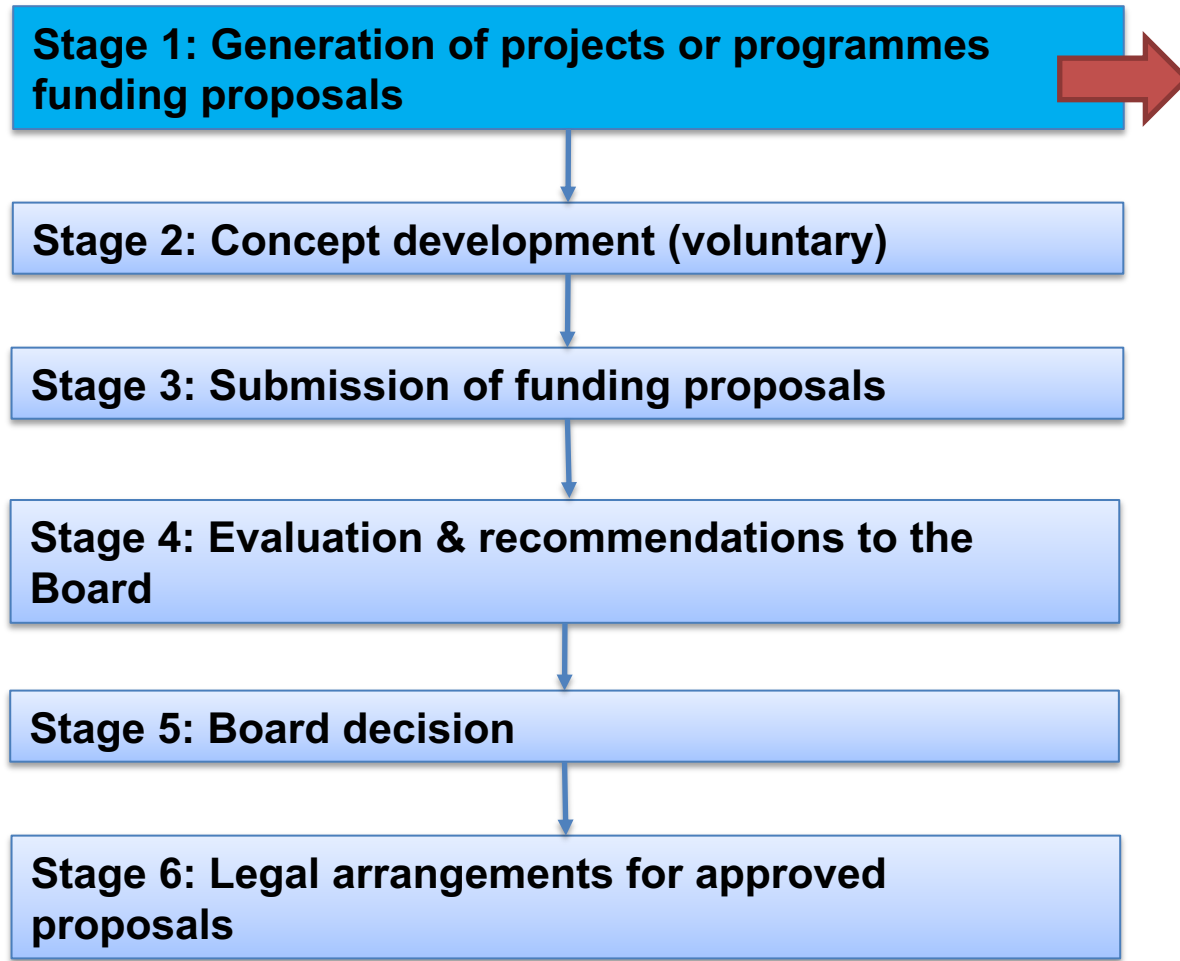 Stage 1: Generation of projects or programmes
funding proposals
Stage 2: Concept development (voluntary)
Stage 3: Submission of funding proposals
Stage 4: Evaluation & recommendations to the
Board
Stage 5: Board decision
Stage 6: Legal arrangements for approved
proposals